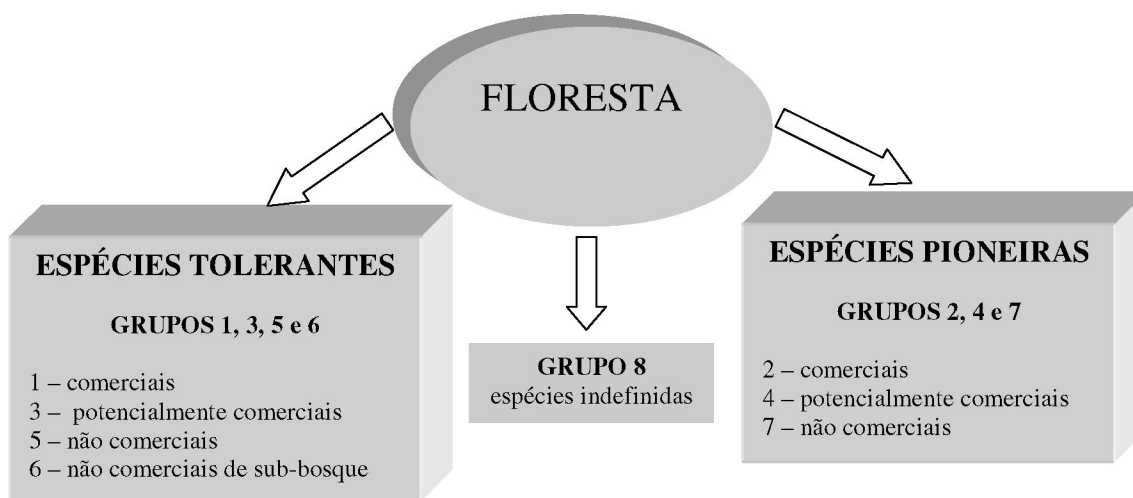 FLORESTA
ESPÉCIES TOLERANTES
GRUPOS 1, 3, 5 e 6
1 – comerciais
3 – potencialmente comerciais
5 – não comerciais
6 – não comerciais de sub-bosque
GRUPO 8
espécies indefinidas
ESPÉCIES PIONEIRAS
GRUPOS 2, 4 e 7
2 – comerciais
4 – potencialmente comerciais
7 – não comerciais